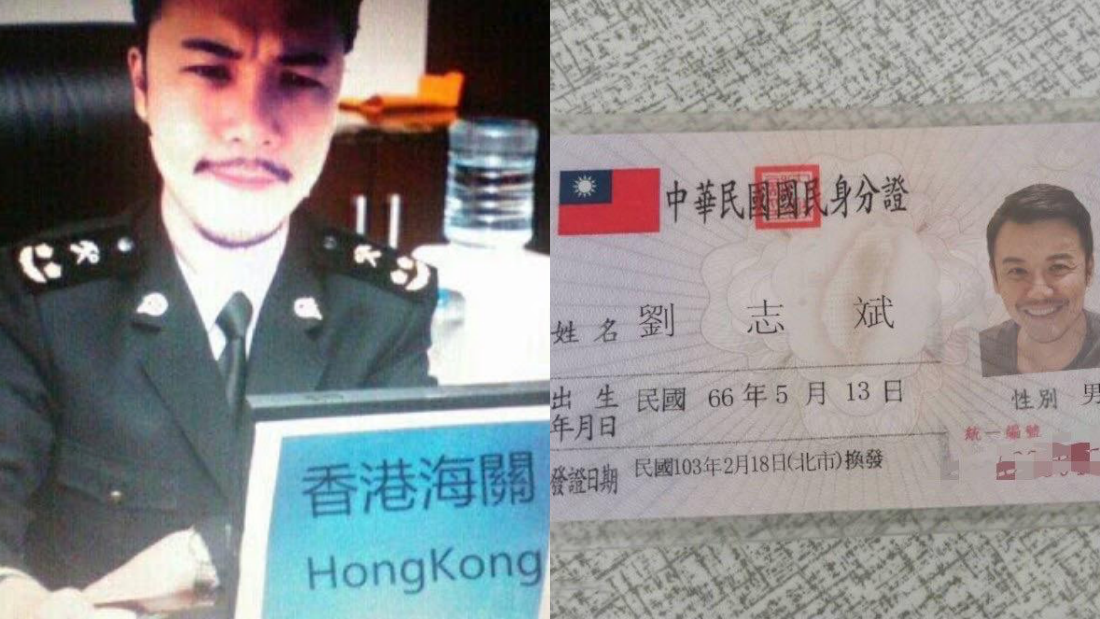 香港海關
HongKong
中華民國國民身分證
姓名 劉志斌
出生年月日 民國 66年5月13日
性別 男
統一編號
發證日期 民國103年2月18日(北市)換發